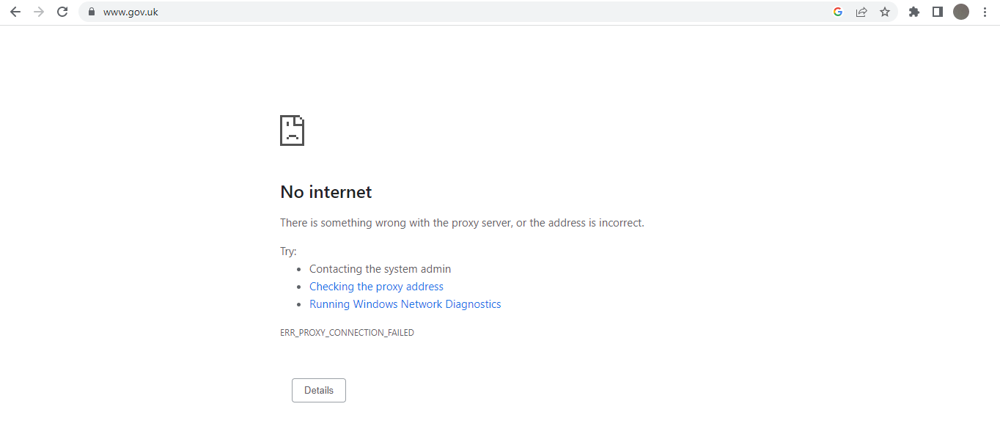 www.gov.uk
No internet
There is something wrong with the proxy server, or the address is incorrect.
Try:
Contacting the system admin
Checking the proxy address
Running Windows Network Diagnostics
ERR_PROXY_CONNECTION_FAILED
Details